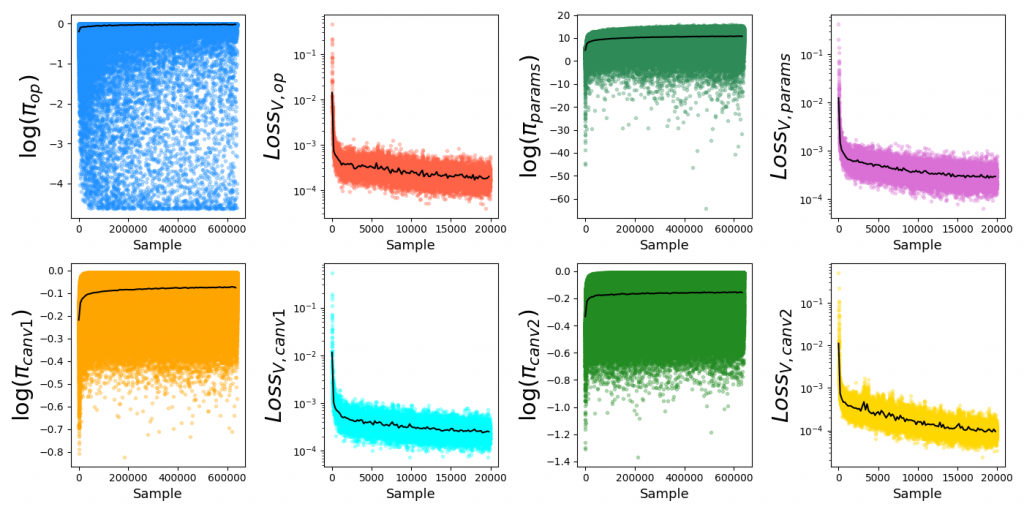 log(π_op)
0
−1
−2
−3
−4
0 200000 400000 600000
Sample
Loss_V,op
10⁻¹
10⁻²
10⁻³
10⁻⁴
0 5000 10000 15000 20000
Sample
log(π_params)
20
10
0
−10
−20
−30
−40
−50
−60
0 200000 400000 600000
Sample
Loss_V,params
10⁻¹
10⁻²
10⁻³
10⁻⁴
0 5000 10000 15000 20000
Sample
log(π_canv1)
0.0
−0.1
−0.2
−0.3
−0.4
−0.5
−0.6
−0.7
−0.8
0 200000 400000 600000
Sample
Loss_V,canv1
10⁻¹
10⁻²
10⁻³
10⁻⁴
0 5000 10000 15000 20000
Sample
log(π_canv2)
0.0
−0.2
−0.4
−0.6
−0.8
−1.0
−1.2
−1.4
0 200000 400000 600000
Sample
Loss_V,canv2
10⁻¹
10⁻²
10⁻³
10⁻⁴
0 5000 10000 15000 20000
Sample